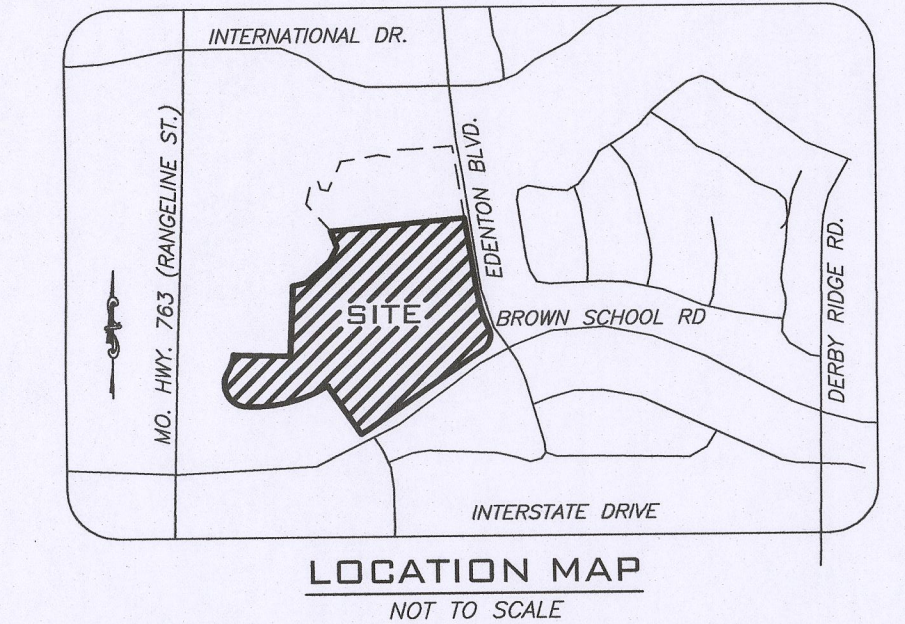 INTERNATIONAL DR.
MO. HWY. 763 (RANGELINE ST.)
EDENTON BLVD.
SITE
BROWN SCHOOL RD
DERBY RIDGE RD.
INTERSTATE DRIVE
LOCATION MAP
NOT TO SCALE